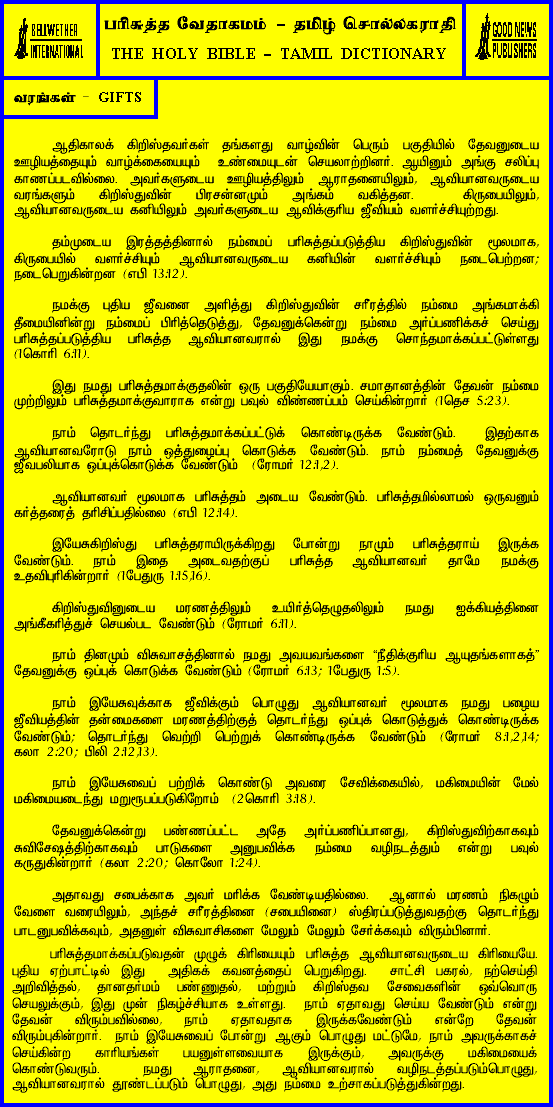 BELLWETHER
INTERNATIONAL
பரிசுத்த வேதாகமம் - தமிழ் சொல்லகராதி
THE HOLY BIBLE - TAMIL DICTIONARY
GOOD NEWS
PUBLISHERS
வரங்கள் - GIFTS
ஆதிகாலக் கிறிஸ்தவர்கள் தங்களது வாழ்வின் பெரும் பகுதியில் தேவனுடைய
ஊழியத்தையும் வாழ்க்கையையும் உண்மையுடன் செயலாற்றினர். ஆயினும் அங்கு சலிப்பு
காணப்படவில்லை. அவர்களுடைய ஊழியத்திலும் ஆராதனையிலும், ஆவியானவருடைய
வரங்களும் கிறிஸ்துவின் பிரசன்னமும் அங்கம் வகித்தன. கிருபையிலும்,
ஆவியானவருடைய கனியிலும் அவர்களுடைய ஆவிக்குரிய ஜீவியம் வளர்ச்சியுற்றது.
தம்முடைய இரத்தத்தினால் நம்மைப் பரிசுத்தப்படுத்திய கிறிஸ்துவின் மூலமாக,
கிருபையில் வளர்ச்சியும் ஆவியானவருடைய கனியின் வளர்ச்சியும் நடைபெற்றன;
நடைபெறுகின்றன (எபி 13:12).
நமக்கு புதிய ஜீவனை அளித்து கிறிஸ்துவின் சரீரத்தில் நம்மை அங்கமாக்கி
தீமையினின்று நம்மைப் பிரித்தெடுத்து, தேவனுக்கென்று நம்மை அர்ப்பணிக்கச் செய்து
பரிசுத்தப்படுத்திய பரிசுத்த ஆவியானவரால் இது நமக்கு சொந்தமாக்கப்பட்டுள்ளது
(1கொரி 6:11).
இது நமது பரிசுத்தமாக்குதலின் ஒரு பகுதியேயாகும். சமாதானத்தின் தேவன் நம்மை
முற்றிலும் பரிசுத்தமாக்குவாராக என்று பவுல் விண்ணப்பம் செய்கின்றார் (1தெச 5:23).
நாம் தொடர்ந்து பரிசுத்தமாக்கப்பட்டுக் கொண்டிருக்க வேண்டும். இதற்காக
ஆவியானவரோடு நாம் ஒத்துழைப்பு கொடுக்க வேண்டும். நாம் நம்மைத் தேவனுக்கு
ஜீவபலியாக ஒப்புக்கொடுக்க வேண்டும் (ரோமர் 12:1,2).
ஆவியானவர் மூலமாக பரிசுத்தம் அடைய வேண்டும். பரிசுத்தமில்லாமல் ஒருவனும்
கர்த்தரைத் தரிசிப்பதில்லை (எபி 12:14).
இயேசுகிறிஸ்து பரிசுத்தராயிருக்கிறது போன்று நாமும் பரிசுத்தராய் இருக்க
வேண்டும். நாம் இதை அடைவதற்குப் பரிசுத்த ஆவியானவர் தாமே நமக்கு
உதவிபுரிகின்றார் (1பேதுரு 1:15,16).
கிறிஸ்துவினுடைய மரணத்திலும் உயிர்த்தெழுதலிலும் நமது ஐக்கியத்தினை
அங்கீகரித்துச் செயல்பட வேண்டும் (ரோமர் 6:11).
நாம் தினமும் விசுவாசத்தினால் நமது அவயவங்களை "நீதிக்குரிய ஆயுதங்களாகத்"
தேவனுக்கு ஒப்புக் கொடுக்க வேண்டும் (ரோமர் 6:13; 1பேதுரு 1:5).
நாம் இயேசுவுக்காக ஜீவிக்கும் பொழுது ஆவியானவர் மூலமாக நமது பழைய
ஜீவியத்தின் தன்மைகளை மரணத்திற்குத் தொடர்ந்து ஒப்புக் கொடுத்துக் கொண்டிருக்க
வேண்டும்; தொடர்ந்து வெற்றி பெற்றுக் கொண்டிருக்க வேண்டும் (ரோமர் 8:1,2,14;
கலா 2:20; பிலி 2:12,13).
நாம் இயேசுவைப் பற்றிக் கொண்டு அவரை சேவிக்கையில், மகிமையின் மேல்
மகிமையடைந்து மறுரூபப்படுகிறோம் (2கொரி 3:18).
தேவனுக்கென்று பண்ணப்பட்ட அதே அர்ப்பணிப்பானது, கிறிஸ்துவிற்காகவும்
சுவிசேஷத்திற்காகவும் பாடுகளை அனுபவிக்க நம்மை வழிநடத்தும் என்று பவுல்
கருதுகின்றார் (கலா 2:20; கொலோ 1:24).
அதாவது சபைக்காக அவர் மரிக்க வேண்டியதில்லை. ஆனால் மரணம் நிகழும்
வேளை வரையிலும், அந்தச் சரீரத்தினை (சபையினை) ஸ்திரப்படுத்துவதற்கு தொடர்ந்து
பாடனுபவிக்கவும், அதனுள் விசுவாசிகளை மேலும் மேலும் சேர்க்கவும் விரும்பினார்.
பரிசுத்தமாக்கப்படுவதன் முழுக் கிரியையும் பரிசுத்த ஆவியானவருடைய கிரியையே.
புதிய ஏற்பாட்டில் இது அதிகக் கவனத்தைப் பெறுகிறது. சாட்சி பகரல், நற்செய்தி
அறிவித்தல், தானதர்மம் பண்ணுதல், மற்றும் கிறிஸ்தவ சேவைகளின் ஒவ்வொரு
செயலுக்கும், இது முன் நிகழ்ச்சியாக உள்ளது. நாம் ஏதாவது செய்ய வேண்டும் என்று
தேவன் விரும்பவில்லை, நாம் ஏதாவதாக இருக்கவேண்டும் என்றே தேவன்
விரும்புகின்றார். நாம் இயேசுவைப் போன்று ஆகும் பொழுது மட்டுமே, நாம் அவருக்காகச்
செய்கின்ற காரியங்கள் பயனுள்ளவையாக இருக்கும், அவருக்கு மகிமையைக்
கொண்டுவரும். நமது ஆராதனை, ஆவியானவரால் வழிநடத்தப்படும்பொழுது,
ஆவியானவரால் தூண்டப்படும் பொழுது, அது நம்மை உற்சாகப்படுத்துகின்றது.